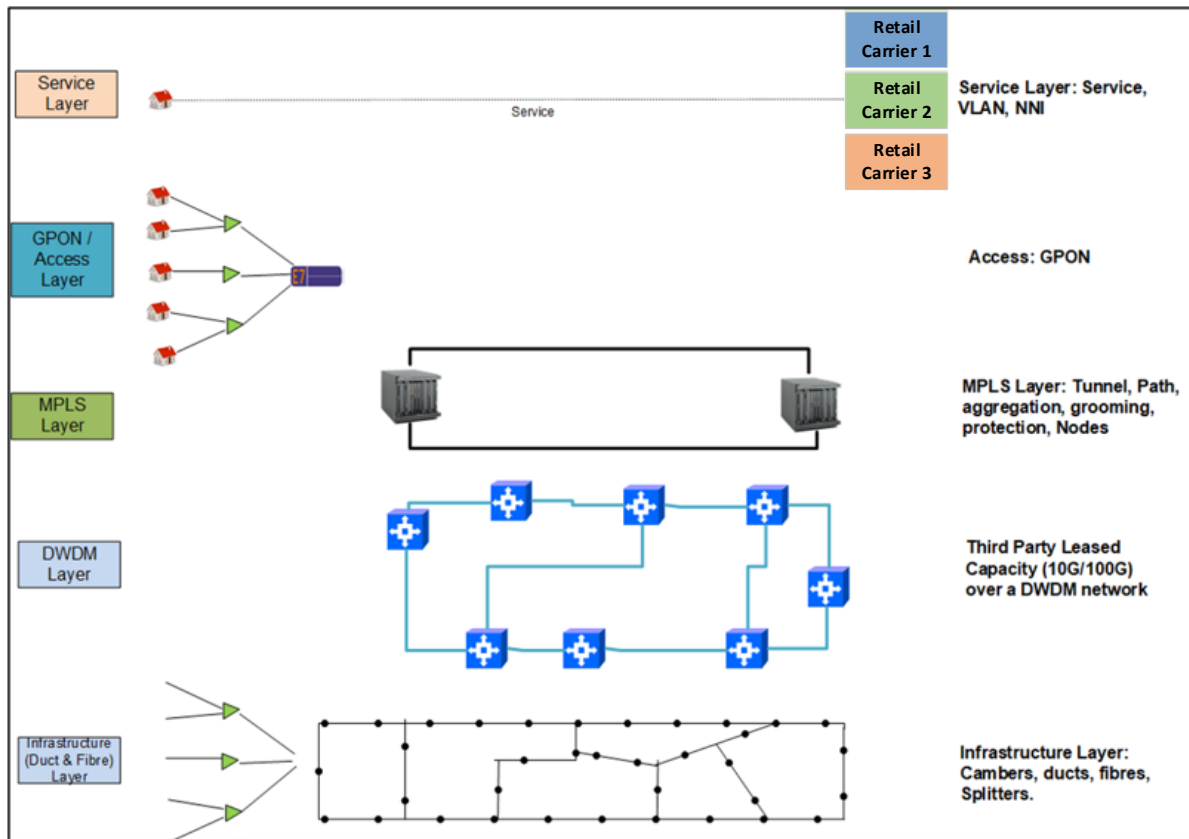 Retail
Carrier 1
Service
Layer
Service
Retail
Carrier 2
Service Layer: Service,
VLAN, NNI
Retail
Carrier 3
GPON /
Access
Layer
E7
Access: GPON
MPLS
Layer
MPLS Layer: Tunnel, Path,
aggregation, grooming,
protection, Nodes
DWDM
Layer
Third Party Leased
Capacity (10G/100G)
over a DWDM network
Infrastructure
(Duct & Fibre)
Layer
Infrastructure Layer:
Cambers, ducts, fibres,
Splitters.